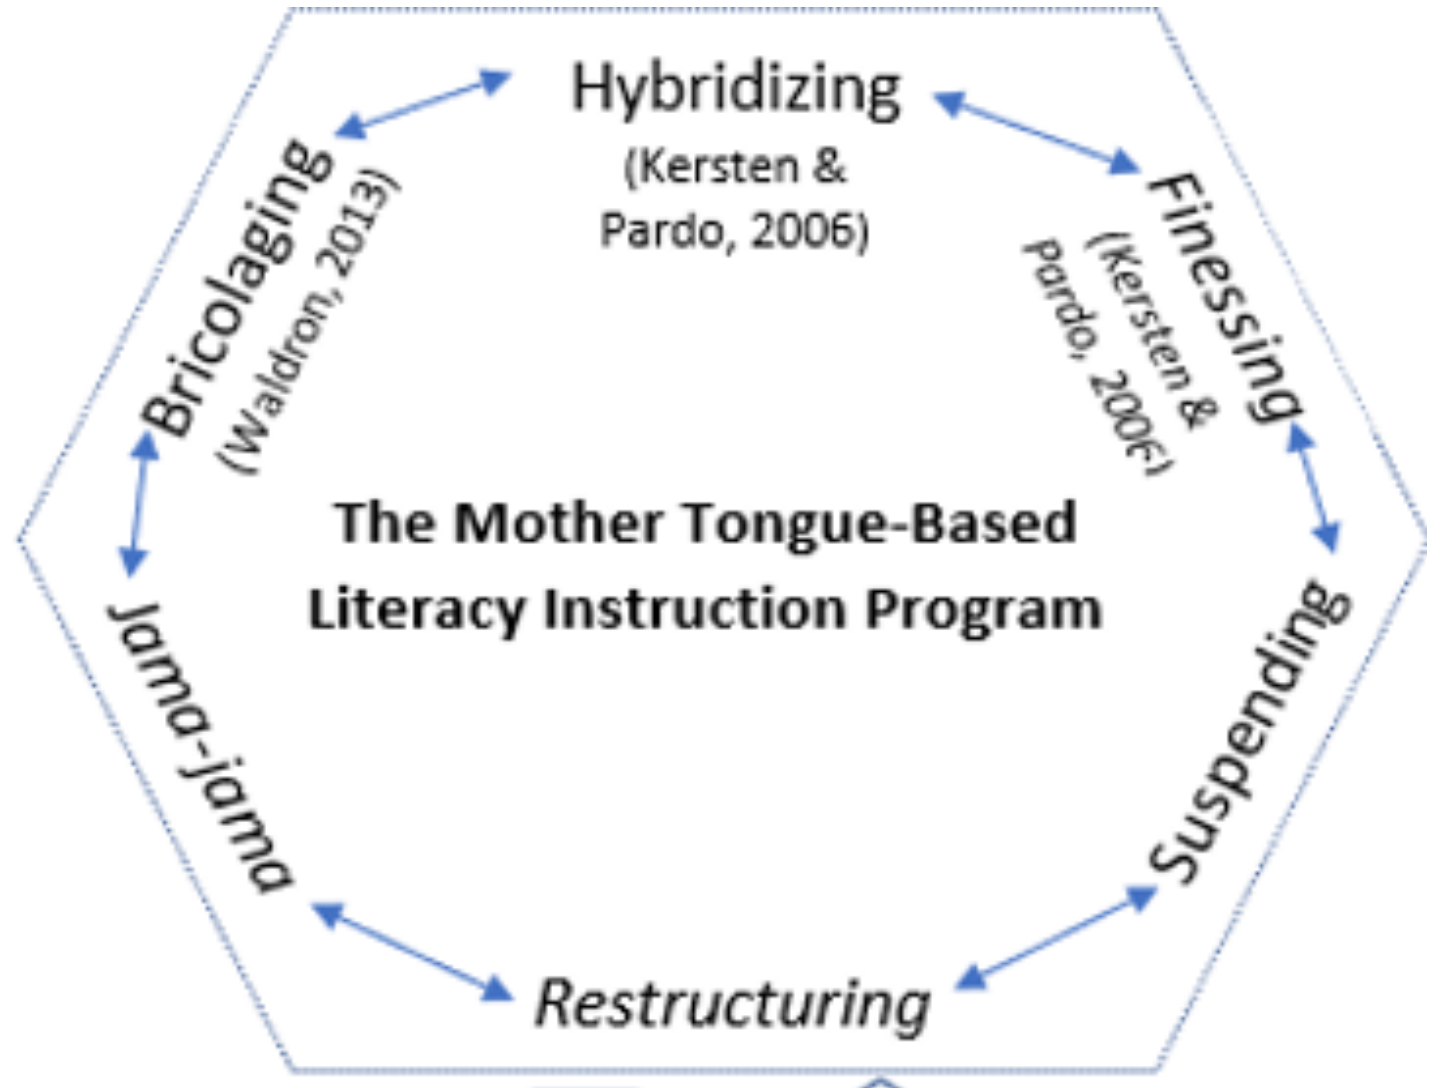 Hybridizing
(Kersten &
Pardo, 2006)
Finessing
(Kersten &
Pardo, 2006)
Suspending
Restructuring
Jama-jama
Bricolaging
(Waldron, 2013)
The Mother Tongue-Based
Literacy Instruction Program